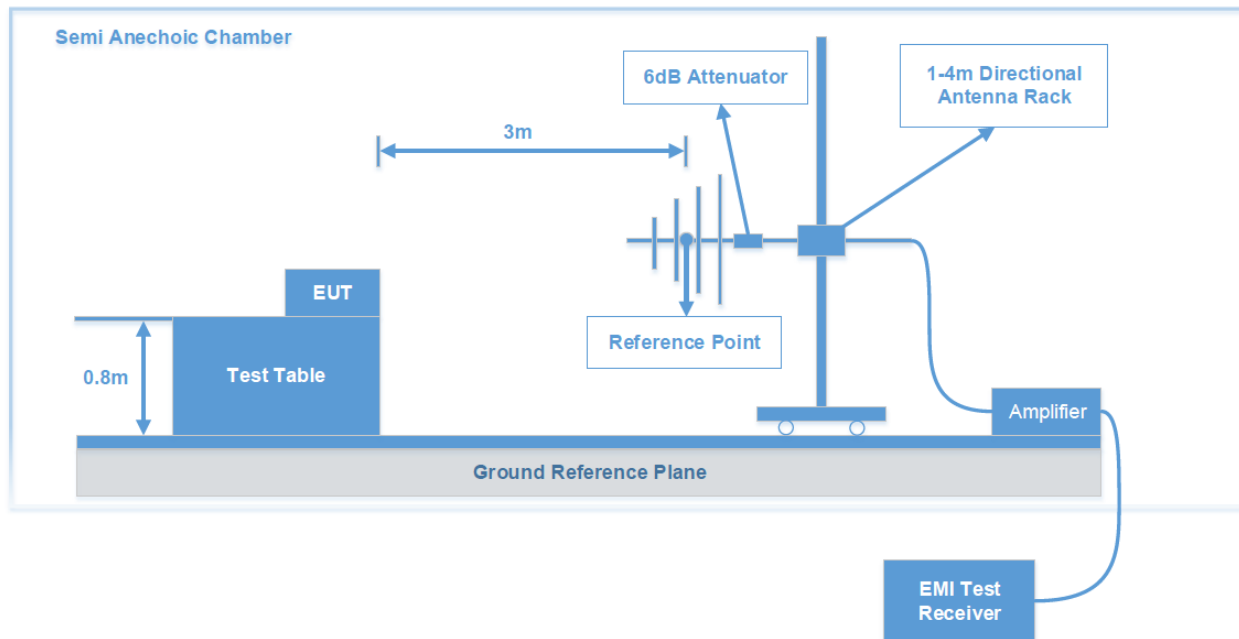 Semi Anechoic Chamber
6dB Attenuator
1-4m Directional
Antenna Rack
3m
EUT
Reference Point
0.8m
Test Table
Amplifier
Ground Reference Plane
EMI Test
Receiver